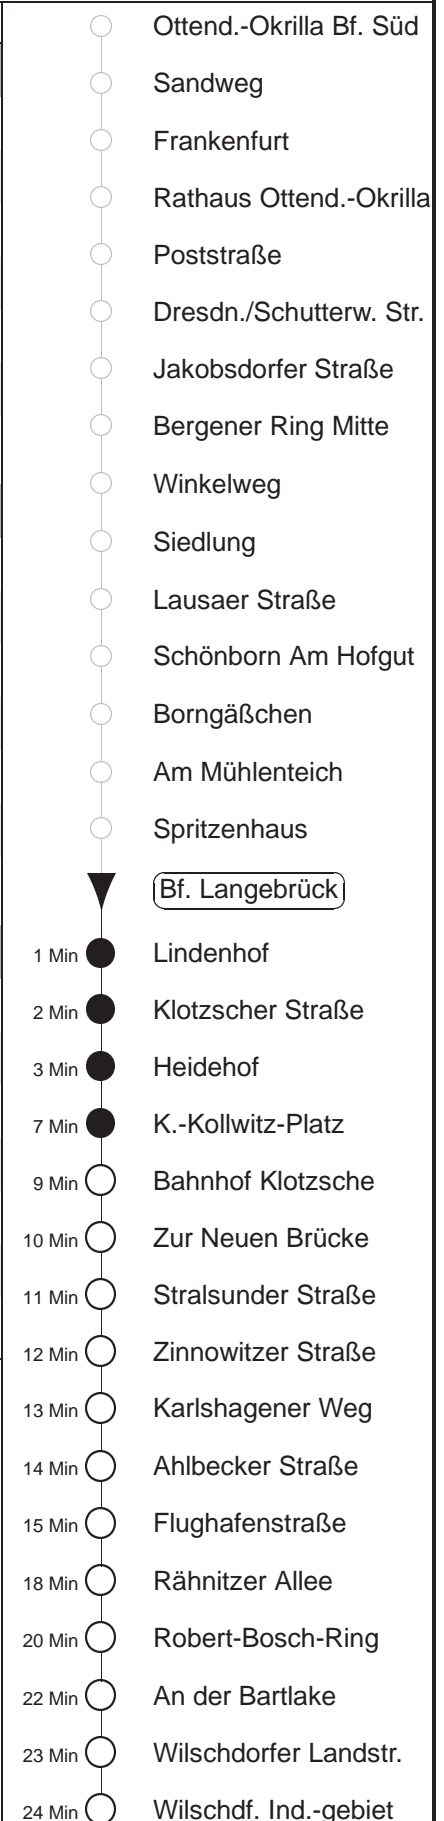 Ottend.-Okrilla Bf. Süd
Sandweg
Frankenfurt
Rathaus Ottend.-Okrilla
Poststraße
Dresdn./Schutterw. Str.
Jakobsdorfer Straße
Bergener Ring Mitte
Winkelweg
Siedlung
Lausaer Straße
Schönborn Am Hofgut
Borngäßchen
Am Mühlenteich
Spritzenhaus
Bf. Langebrück
1 Min Lindenhof
2 Min Klotzscher Straße
3 Min Heidehof
7 Min K.-Kollwitz-Platz
9 Min Bahnhof Klotzsche
10 Min Zur Neuen Brücke
11 Min Stralsunder Straße
12 Min Zinnowitzer Straße
13 Min Karlshagener Weg
14 Min Ahlbecker Straße
15 Min Flughafenstraße
18 Min Rähnitzer Allee
20 Min Robert-Bosch-Ring
22 Min An der Bartlake
23 Min Wilschdorfer Landstr.
24 Min Wilschdf. Ind.-gebiet